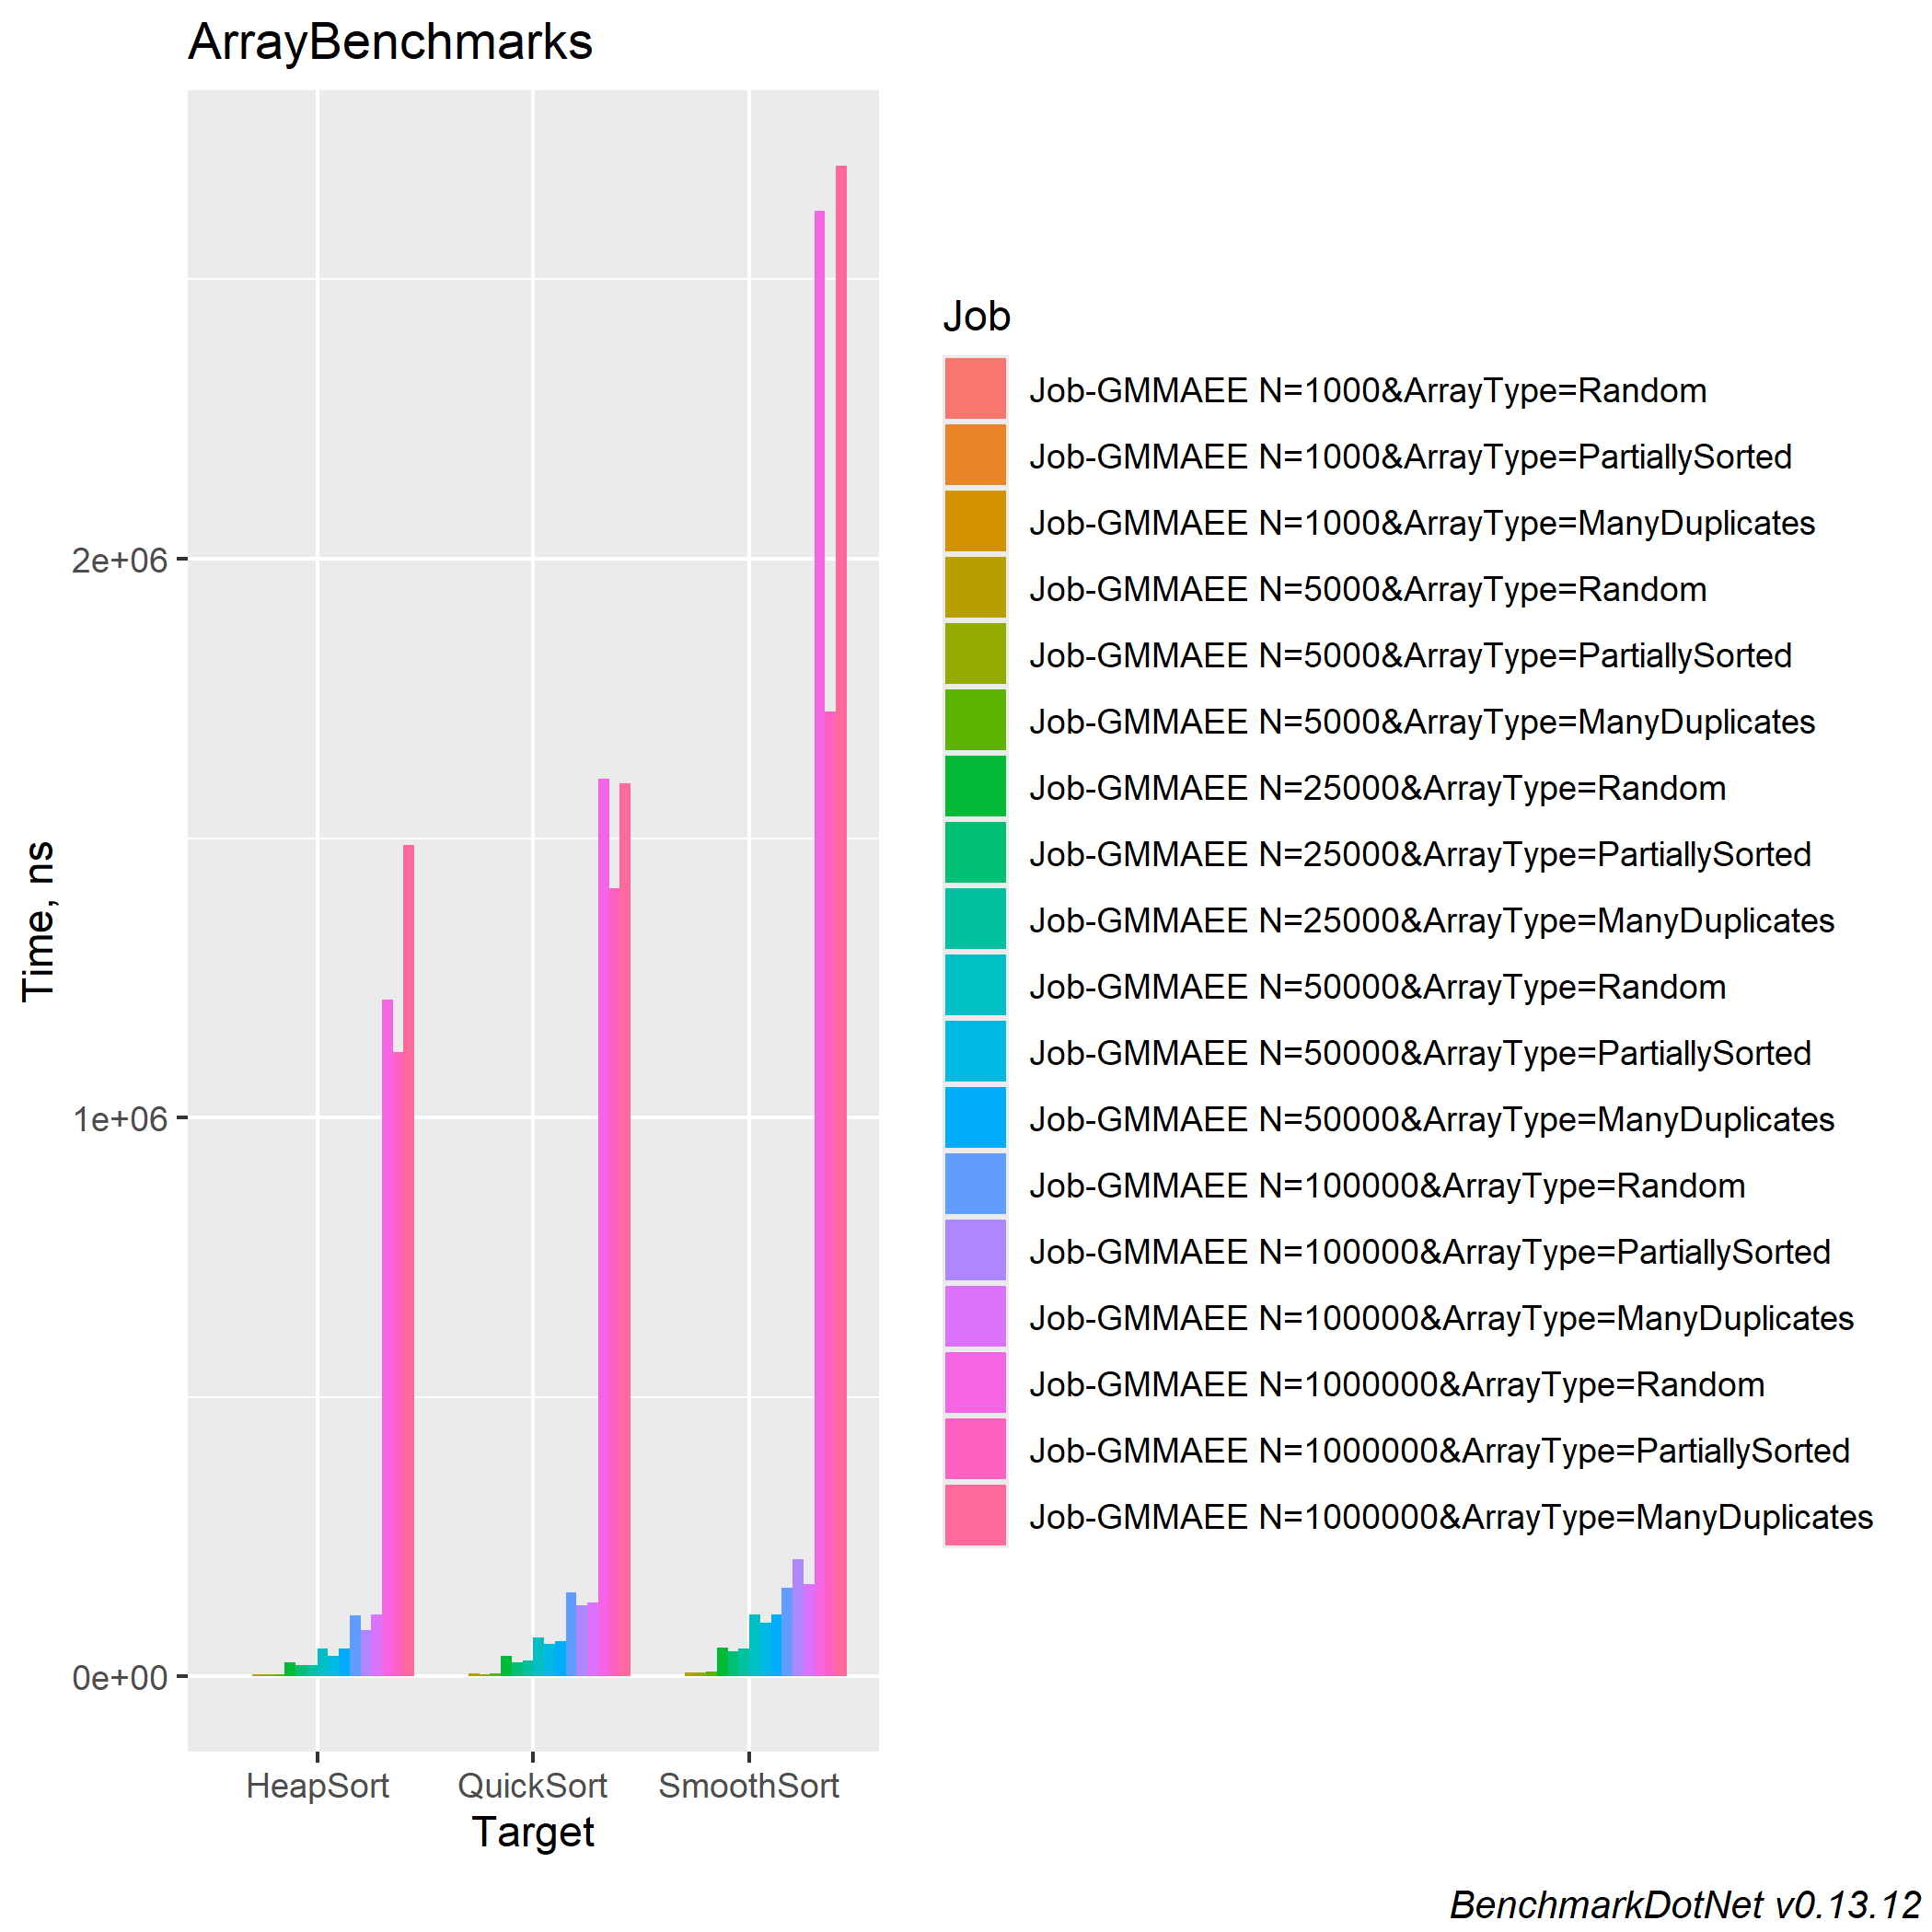 ArrayBenchmarks
Time, ns
2e+06
1e+06
0e+00
HeapSort QuickSort SmoothSort
Target
Job
Job-GMMAEE N=1000&ArrayType=Random
Job-GMMAEE N=1000&ArrayType=PartiallySorted
Job-GMMAEE N=1000&ArrayType=ManyDuplicates
Job-GMMAEE N=5000&ArrayType=Random
Job-GMMAEE N=5000&ArrayType=PartiallySorted
Job-GMMAEE N=5000&ArrayType=ManyDuplicates
Job-GMMAEE N=25000&ArrayType=Random
Job-GMMAEE N=25000&ArrayType=PartiallySorted
Job-GMMAEE N=25000&ArrayType=ManyDuplicates
Job-GMMAEE N=50000&ArrayType=Random
Job-GMMAEE N=50000&ArrayType=PartiallySorted
Job-GMMAEE N=50000&ArrayType=ManyDuplicates
Job-GMMAEE N=100000&ArrayType=Random
Job-GMMAEE N=100000&ArrayType=PartiallySorted
Job-GMMAEE N=100000&ArrayType=ManyDuplicates
Job-GMMAEE N=1000000&ArrayType=Random
Job-GMMAEE N=1000000&ArrayType=PartiallySorted
Job-GMMAEE N=1000000&ArrayType=ManyDuplicates
BenchmarkDotNet v0.13.12